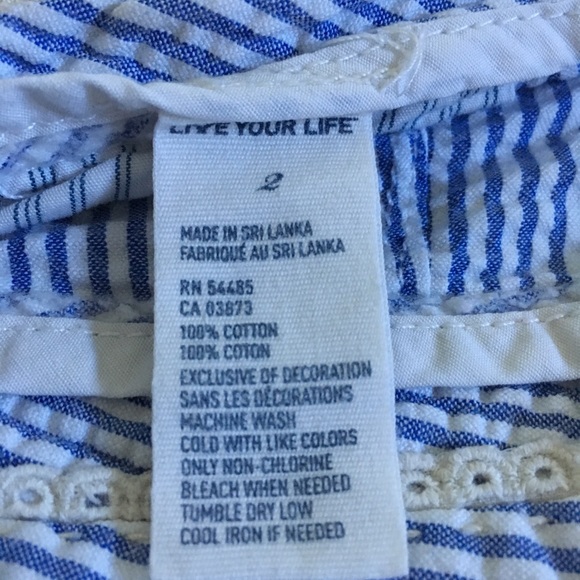 LIVE YOUR LIFE™
2
MADE IN SRI LANKA
FABRIQUÉ AU SRI LANKA
RN 54485
CA 03873
100% COTTON
100% COTON
EXCLUSIVE OF DECORATION
SANS LES DÉCORATIONS
MACHINE WASH
COLD WITH LIKE COLORS
ONLY NON-CHLORINE
BLEACH WHEN NEEDED
TUMBLE DRY LOW
COOL IRON IF NEEDED